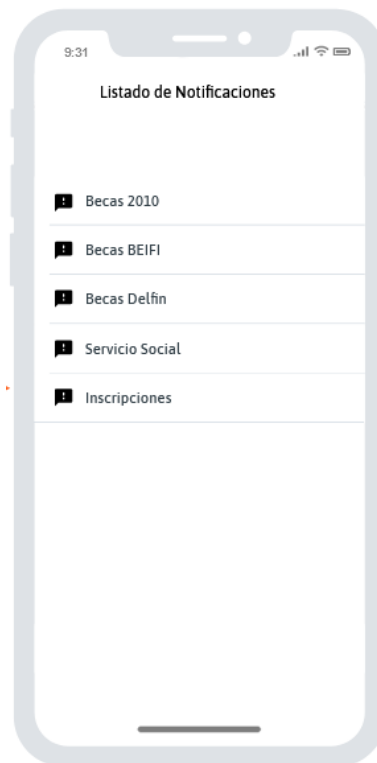 9:31
Listado de Notificaciones
Becas 2010
Becas BEIFI
Becas Delfin
Servicio Social
Inscripciones